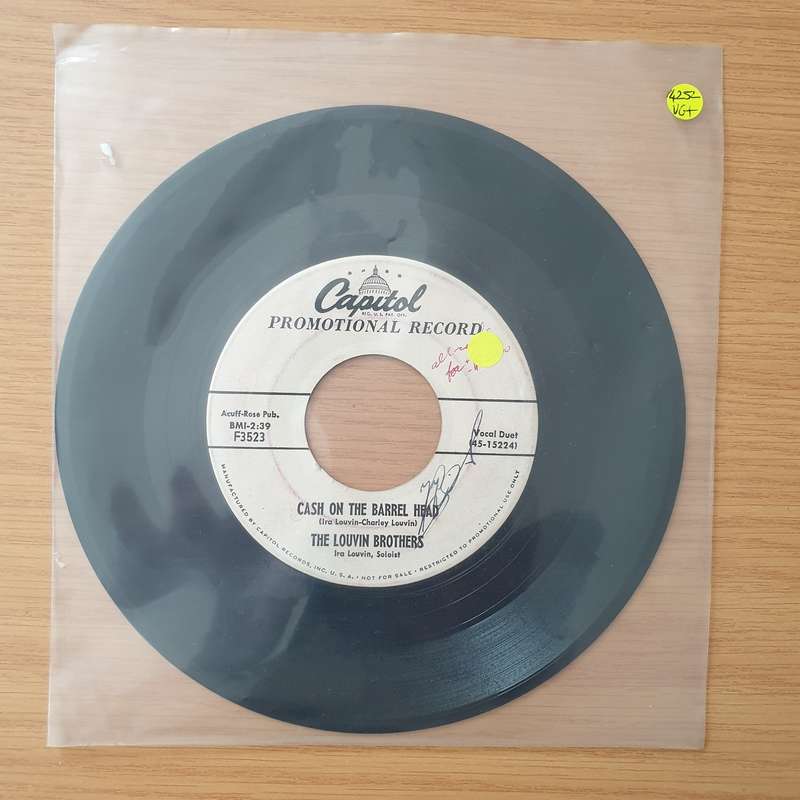 4252
VG+
Capitol
REG. U.S. PAT. OFF.
PROMOTIONAL RECORD
for
Acuff-Rose Pub.
BMI-2:39
F3523
Vocal Duet
(45-15224)
CASH ON THE BARREL HEAD
(Ira Louvin-Charley Louvin)
THE LOUVIN BROTHERS
Ira Louvin, Soloist
MANUFACTURED BY CAPITOL RECORDS, INC. U. S. A. • NOT FOR SALE • RESTRICTED TO PROMOTIONAL USE ONLY